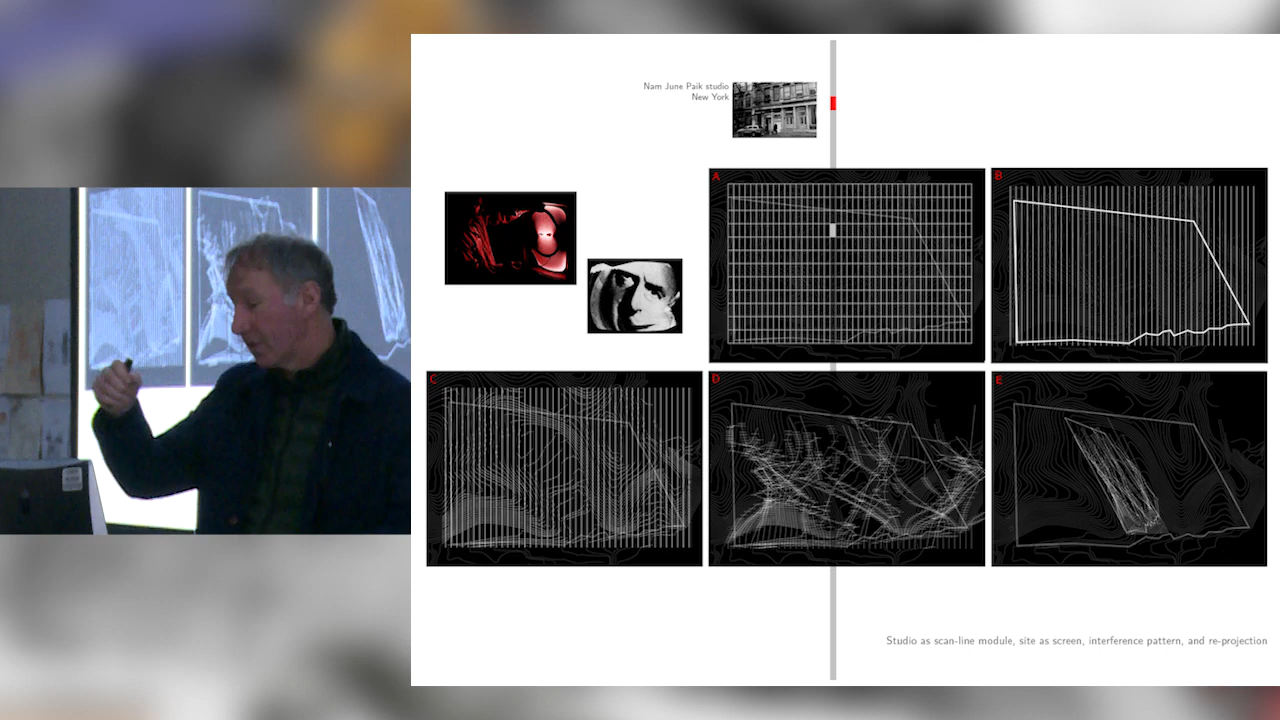 Nam June Paik studio
New York
A
B
C
D
E
Studio as scan-line module, site as screen, interference pattern, and re-projection